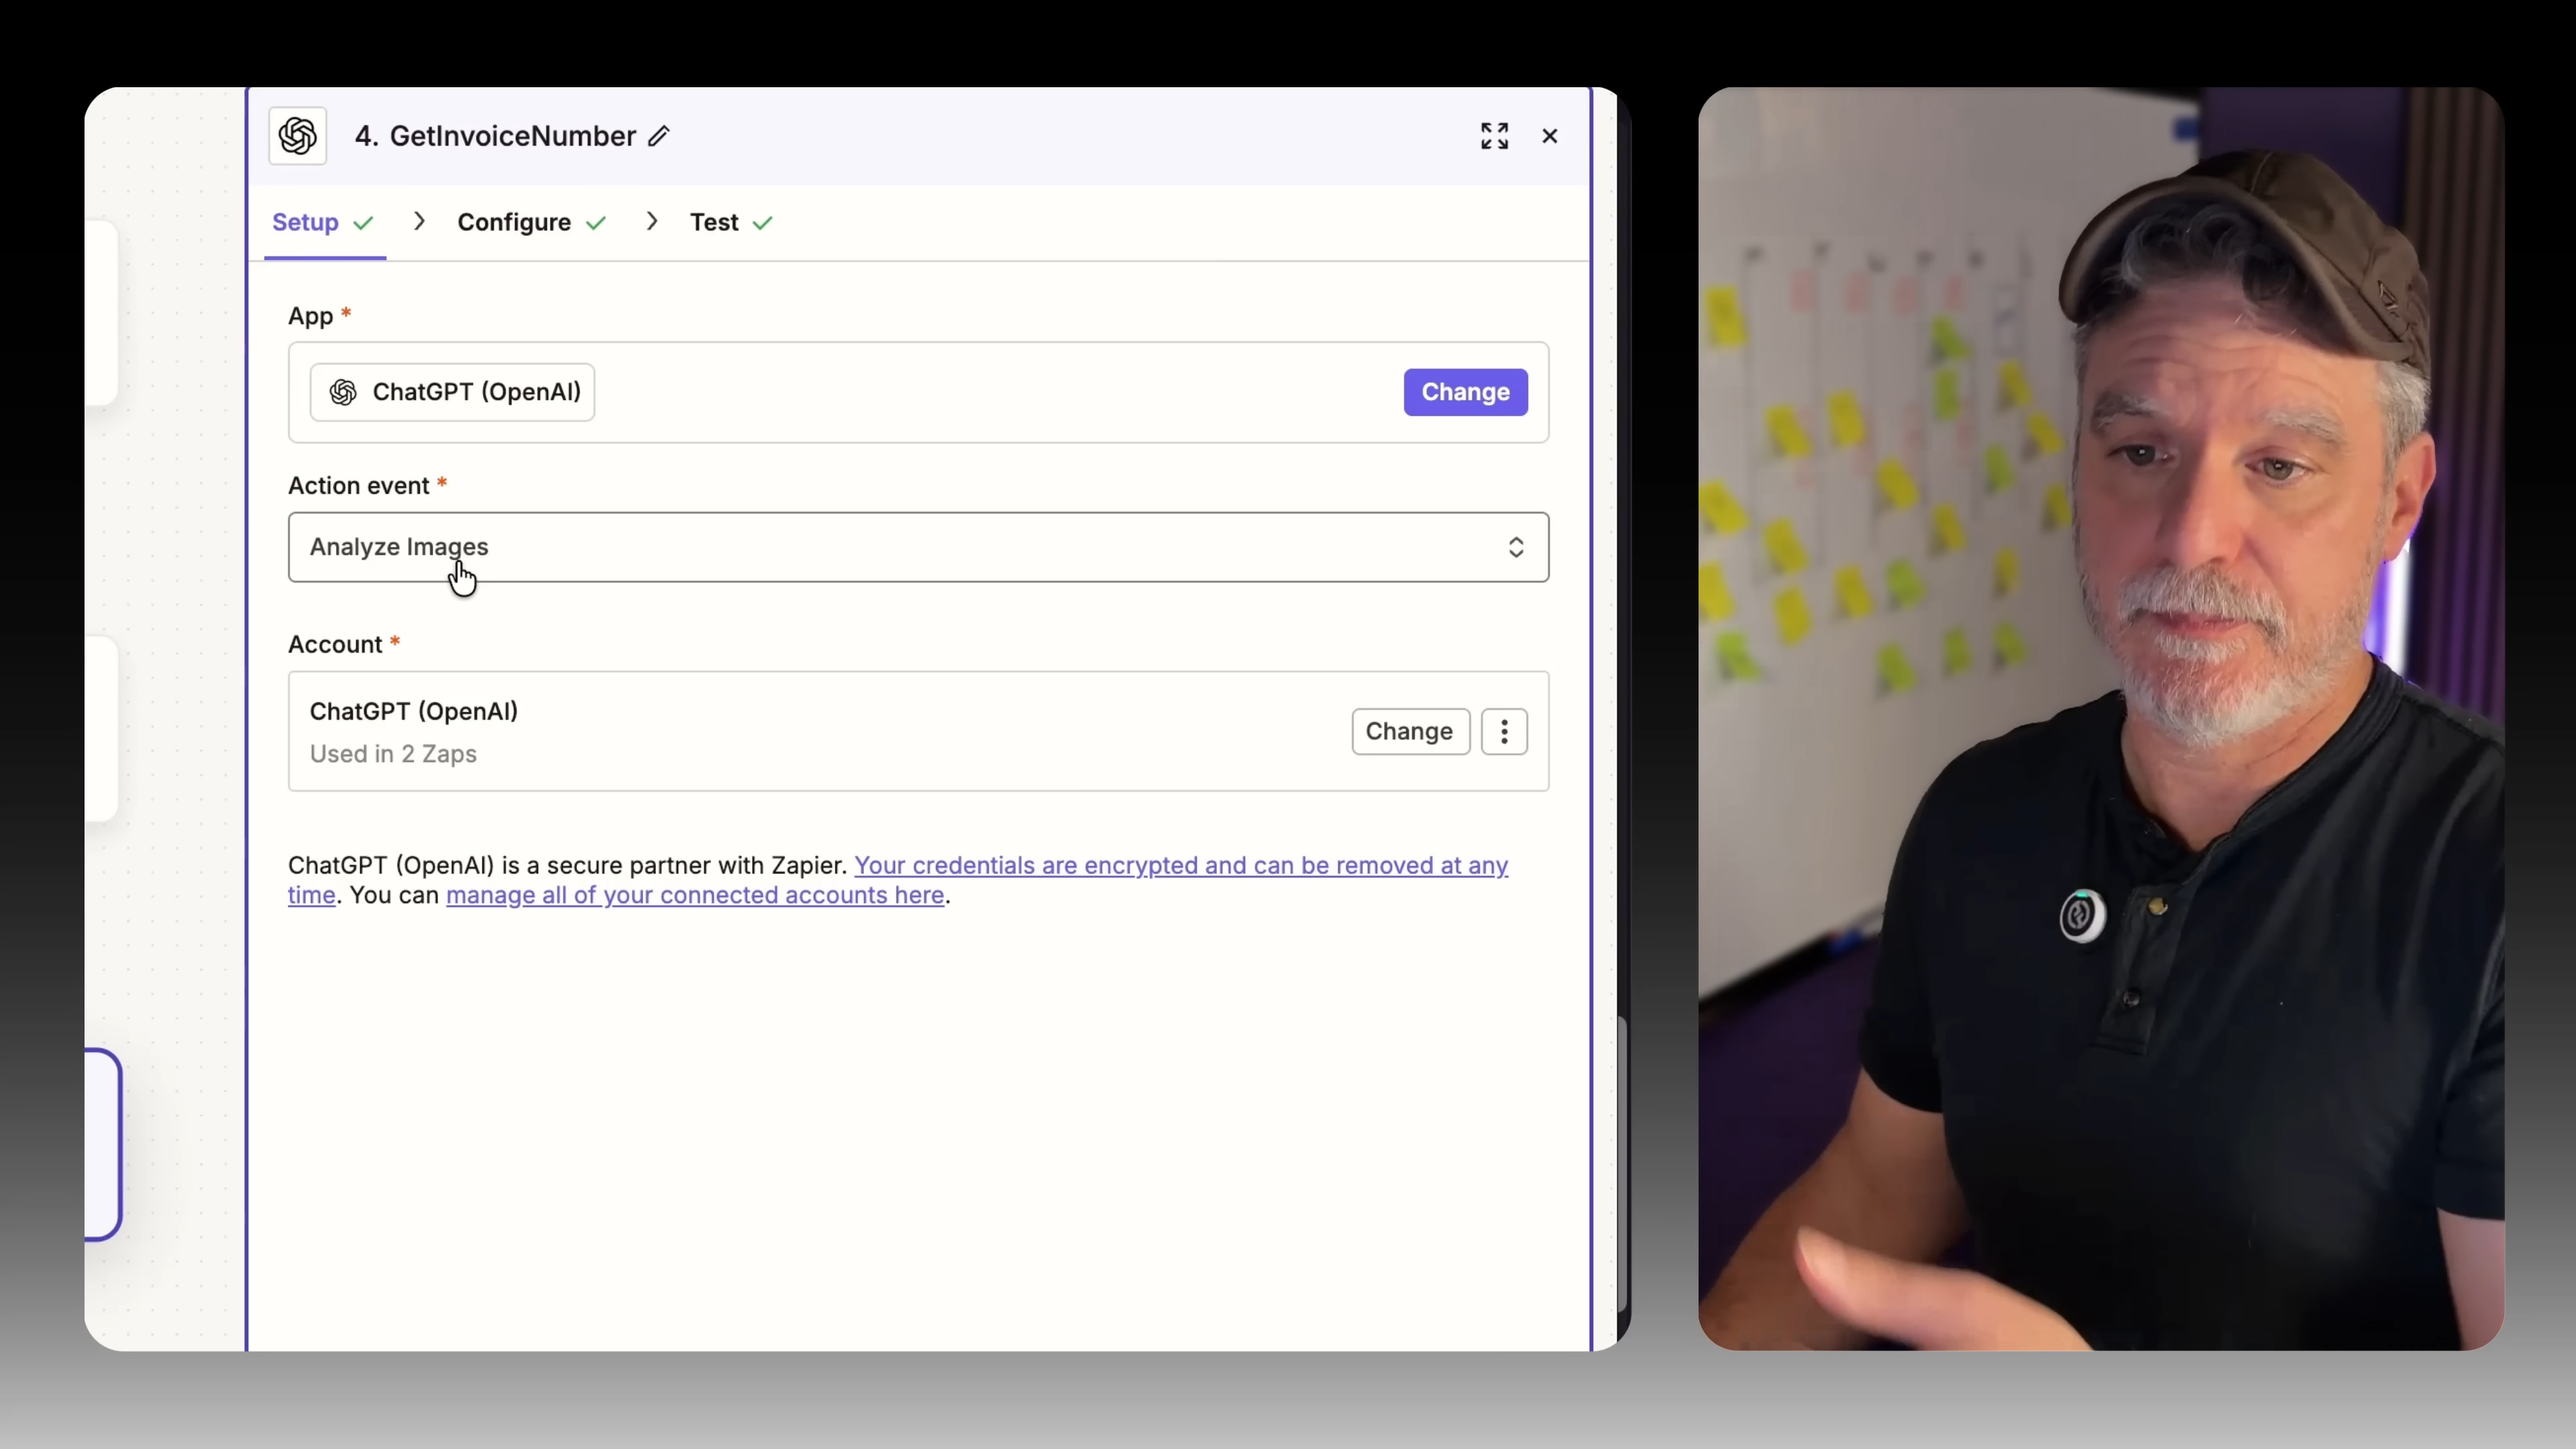 4. GetInvoiceNumber
Setup
Configure
Test
App *
ChatGPT (OpenAI)
Change
Action event *
Analyze Images
Account *
ChatGPT (OpenAI)
Used in 2 Zaps
Change
ChatGPT (OpenAI) is a secure partner with Zapier. Your credentials are encrypted and can be removed at any
time. You can manage all of your connected accounts here.